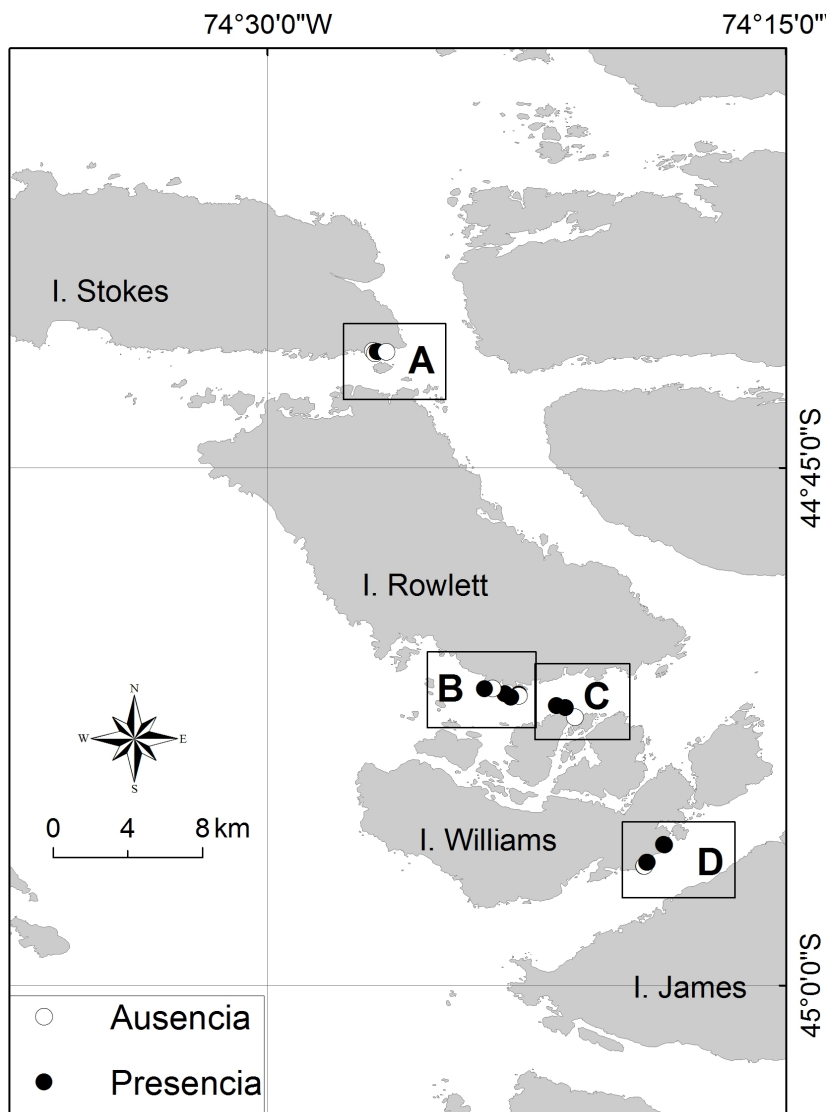 74°30'0"W
74°15'0"W
I. Stokes
A
44°45'0"S
I. Rowlett
B
C
N
W
E
S
0 4 8 km
I. Williams
D
I. James
45°0'0"S
Ausencia
Presencia